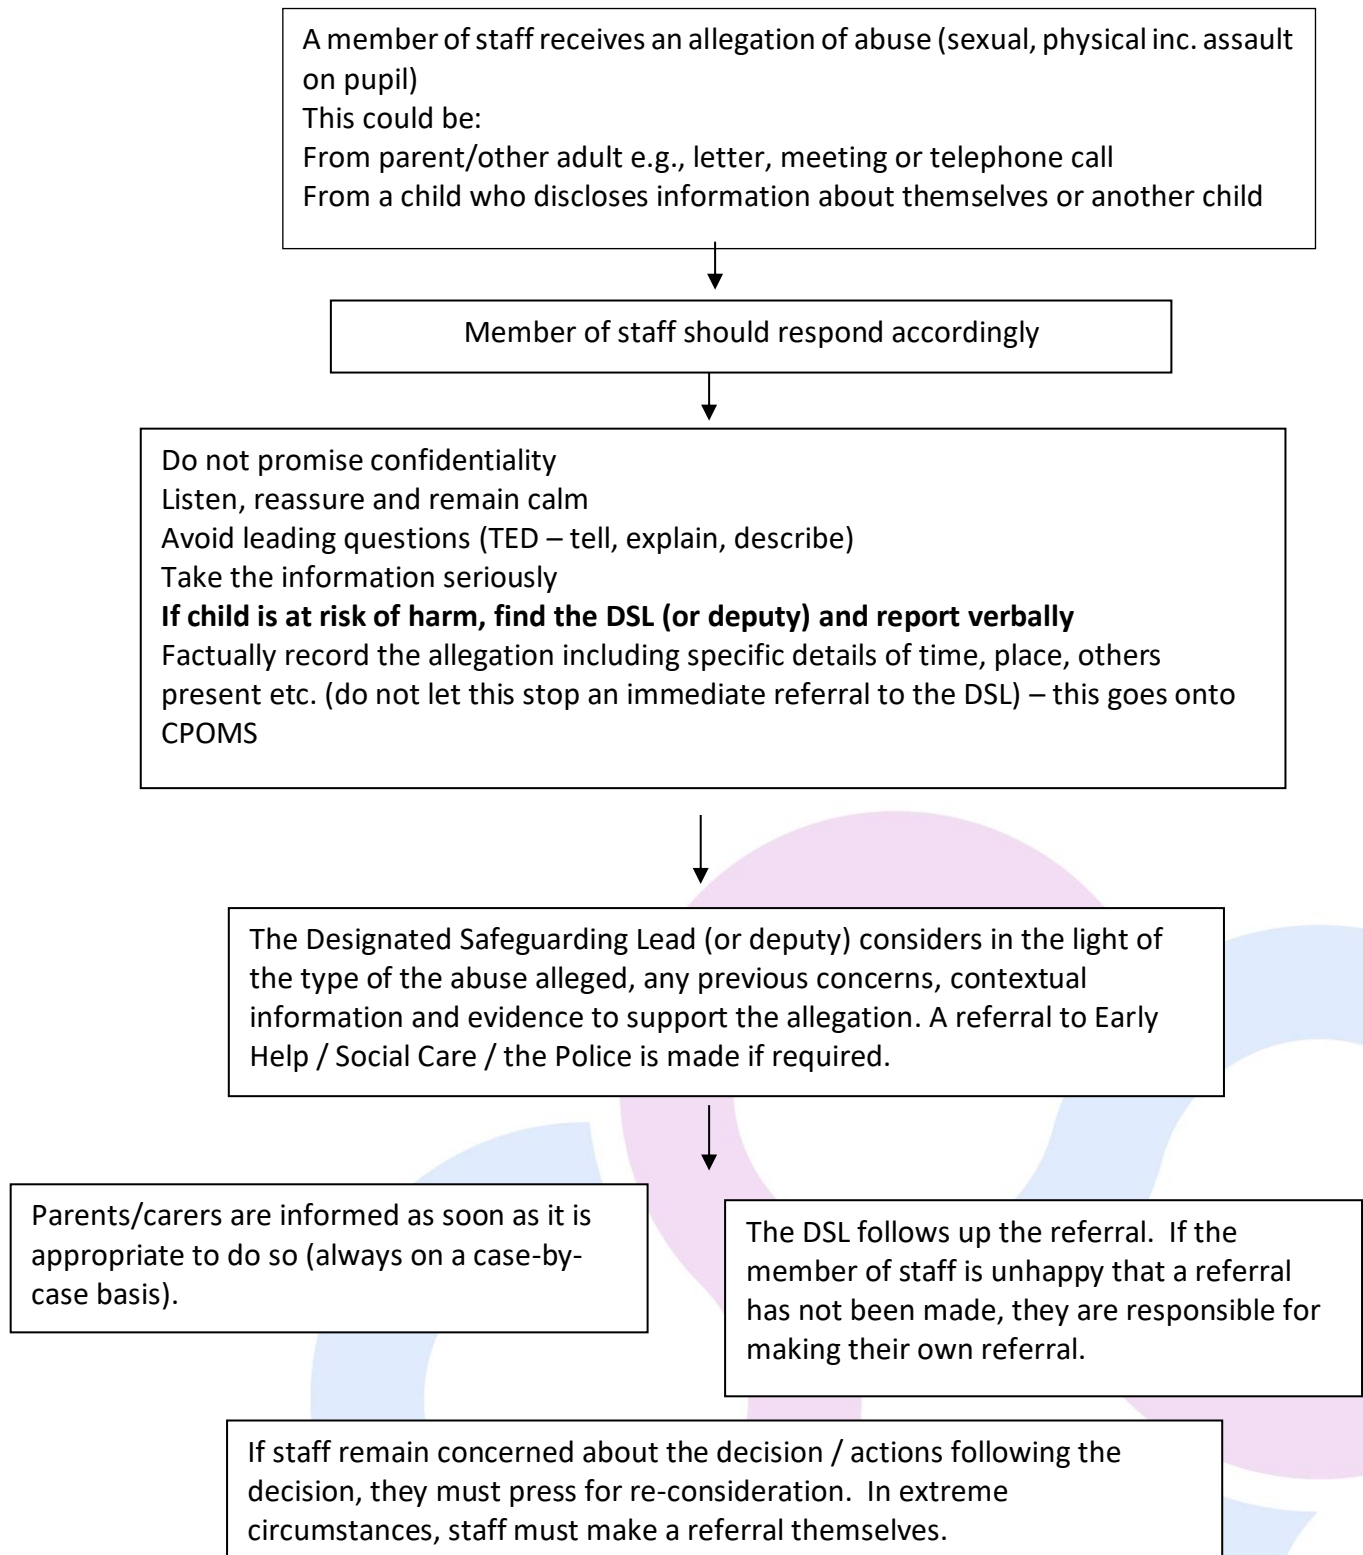 A member of staff receives an allegation of abuse (sexual, physical inc. assault
on pupil)
This could be:
From parent/other adult e.g., letter, meeting or telephone call
From a child who discloses information about themselves or another child
Member of staff should respond accordingly
Do not promise confidentiality
Listen, reassure and remain calm
Avoid leading questions (TED – tell, explain, describe)
Take the information seriously
If child is at risk of harm, find the DSL (or deputy) and report verbally
Factually record the allegation including specific details of time, place, others
present etc. (do not let this stop an immediate referral to the DSL) – this goes onto
CPOMS
The Designated Safeguarding Lead (or deputy) considers in the light of
the type of the abuse alleged, any previous concerns, contextual
information and evidence to support the allegation. A referral to Early
Help / Social Care / the Police is made if required.
Parents/carers are informed as soon as it is
appropriate to do so (always on a case-by-
case basis).
The DSL follows up the referral.  If the
member of staff is unhappy that a referral
has not been made, they are responsible for
making their own referral.
If staff remain concerned about the decision / actions following the
decision, they must press for re-consideration.  In extreme
circumstances, staff must make a referral themselves.